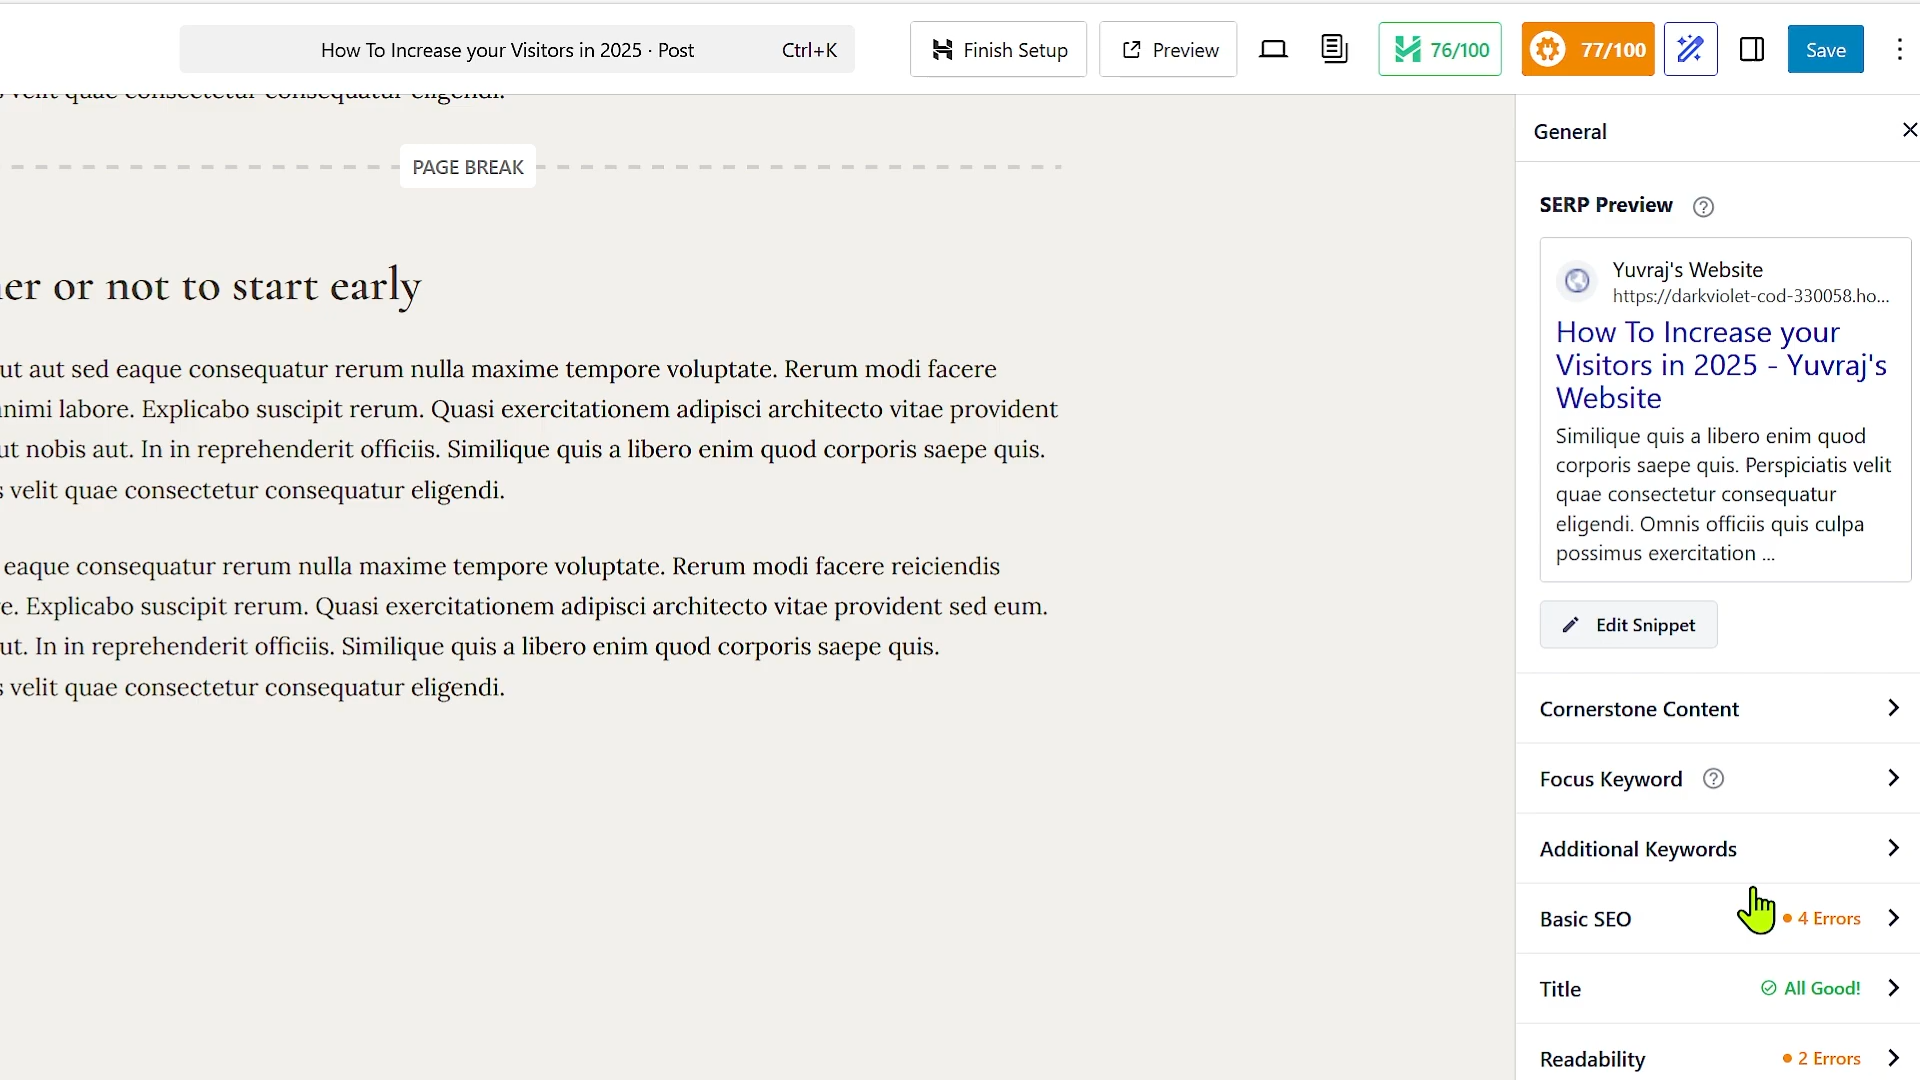 How To Increase your Visitors in 2025 · Post Ctrl+K
Finish Setup
Preview
76/100
77/100
Save
velit quae consectetur consequatur eligendi.
PAGE BREAK
er or not to start early
ut aut sed eaque consequatur rerum nulla maxime tempore voluptate. Rerum modi facere
nimi labore. Explicabo suscipit rerum. Quasi exercitationem adipisci architecto vitae provident
ut nobis aut. In in reprehenderit officiis. Similique quis a libero enim quod corporis saepe quis.
s velit quae consectetur consequatur eligendi.
eaque consequatur rerum nulla maxime tempore voluptate. Rerum modi facere reiciendis
e. Explicabo suscipit rerum. Quasi exercitationem adipisci architecto vitae provident sed eum.
ut. In in reprehenderit officiis. Similique quis a libero enim quod corporis saepe quis.
s velit quae consectetur consequatur eligendi.
General
SERP Preview
Yuvraj's Website
https://darkviolet-cod-330058.ho...
How To Increase your
Visitors in 2025 - Yuvraj's
Website
Similique quis a libero enim quod
corporis saepe quis. Perspiciatis velit
quae consectetur consequatur
eligendi. Omnis officiis quis culpa
possimus exercitation ...
Edit Snippet
Cornerstone Content
Focus Keyword
Additional Keywords
Basic SEO 4 Errors
Title All Good!
Readability 2 Errors